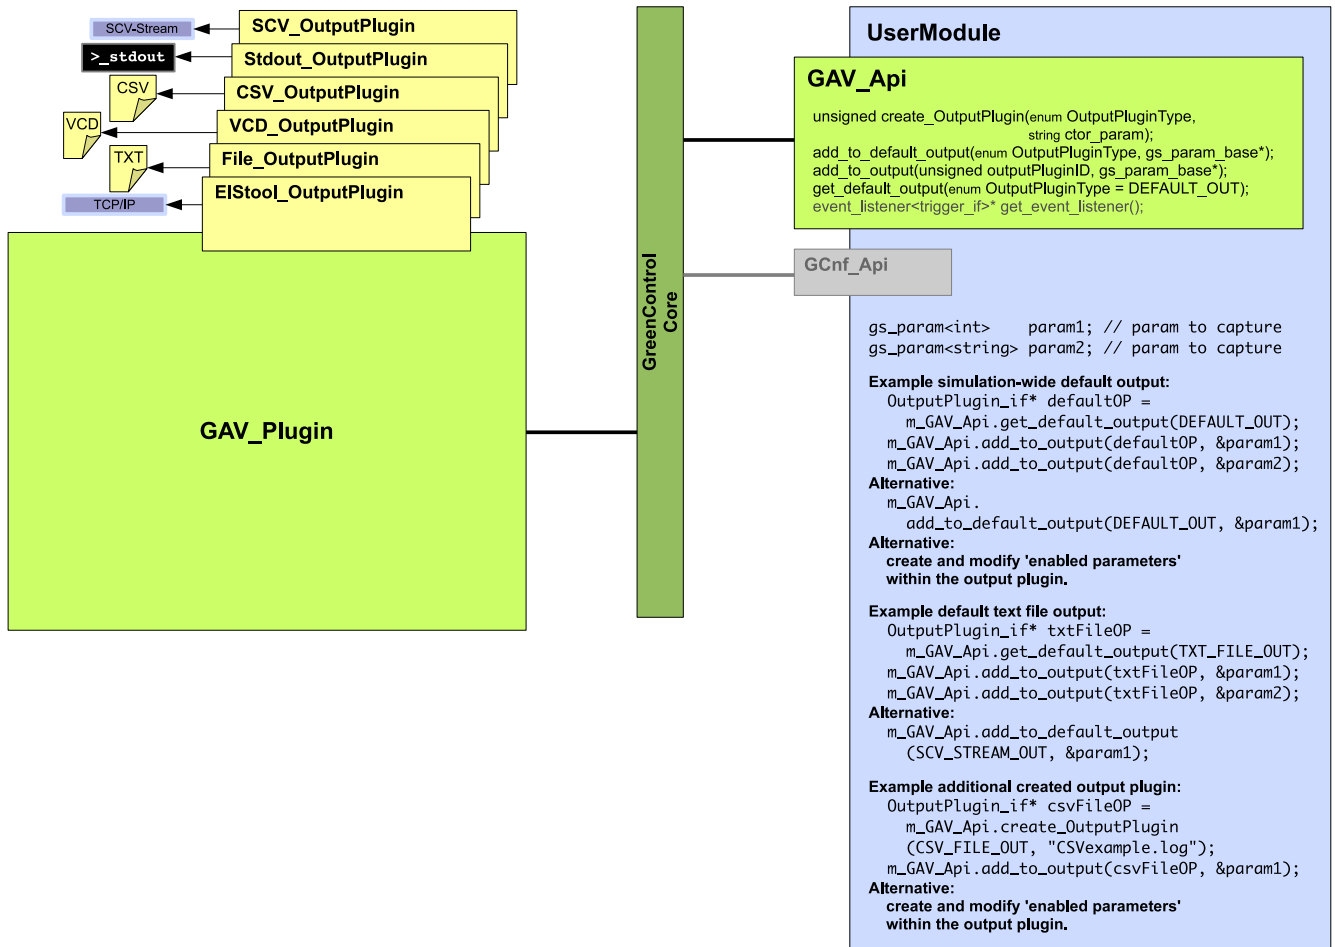 SCV-Stream
SCV_OutputPlugin
>_stdout
Stdout_OutputPlugin
CSV
CSV_OutputPlugin
VCD
VCD_OutputPlugin
TXT
File_OutputPlugin
TCP/IP
EIStool_OutputPlugin
GAV_Plugin
GreenControl
Core
UserModule
GAV_Api
unsigned create_OutputPlugin(enum OutputPluginType,
string ctor_param);
add_to_default_output(enum OutputPluginType, gs_param_base*);
add_to_output(unsigned outputPluginID, gs_param_base*);
get_default_output(enum OutputPluginType = DEFAULT_OUT);
event_listener<trigger_if>* get_event_listener();
GCnf_Api
gs_param<int> param1; // param to capture
gs_param<string> param2; // param to capture
Example simulation-wide default output:
OutputPlugin_if* defaultOP =
m_GAV_Api.get_default_output(DEFAULT_OUT);
m_GAV_Api.add_to_output(defaultOP, &param1);
m_GAV_Api.add_to_output(defaultOP, &param2);
Alternative:
m_GAV_Api.
add_to_default_output(DEFAULT_OUT, &param1);
Alternative:
create and modify 'enabled parameters'
within the output plugin.
Example default text file output:
OutputPlugin_if* txtFileOP =
m_GAV_Api.get_default_output(TXT_FILE_OUT);
m_GAV_Api.add_to_output(txtFileOP, &param1);
m_GAV_Api.add_to_output(txtFileOP, &param2);
Alternative:
m_GAV_Api.add_to_default_output
(SCV_STREAM_OUT, &param1);
Example additional created output plugin:
OutputPlugin_if* csvFileOP =
m_GAV_Api.create_OutputPlugin
(CSV_FILE_OUT, "CSVexample.log");
m_GAV_Api.add_to_output(csvFileOP, &param1);
Alternative:
create and modify 'enabled parameters'
within the output plugin.